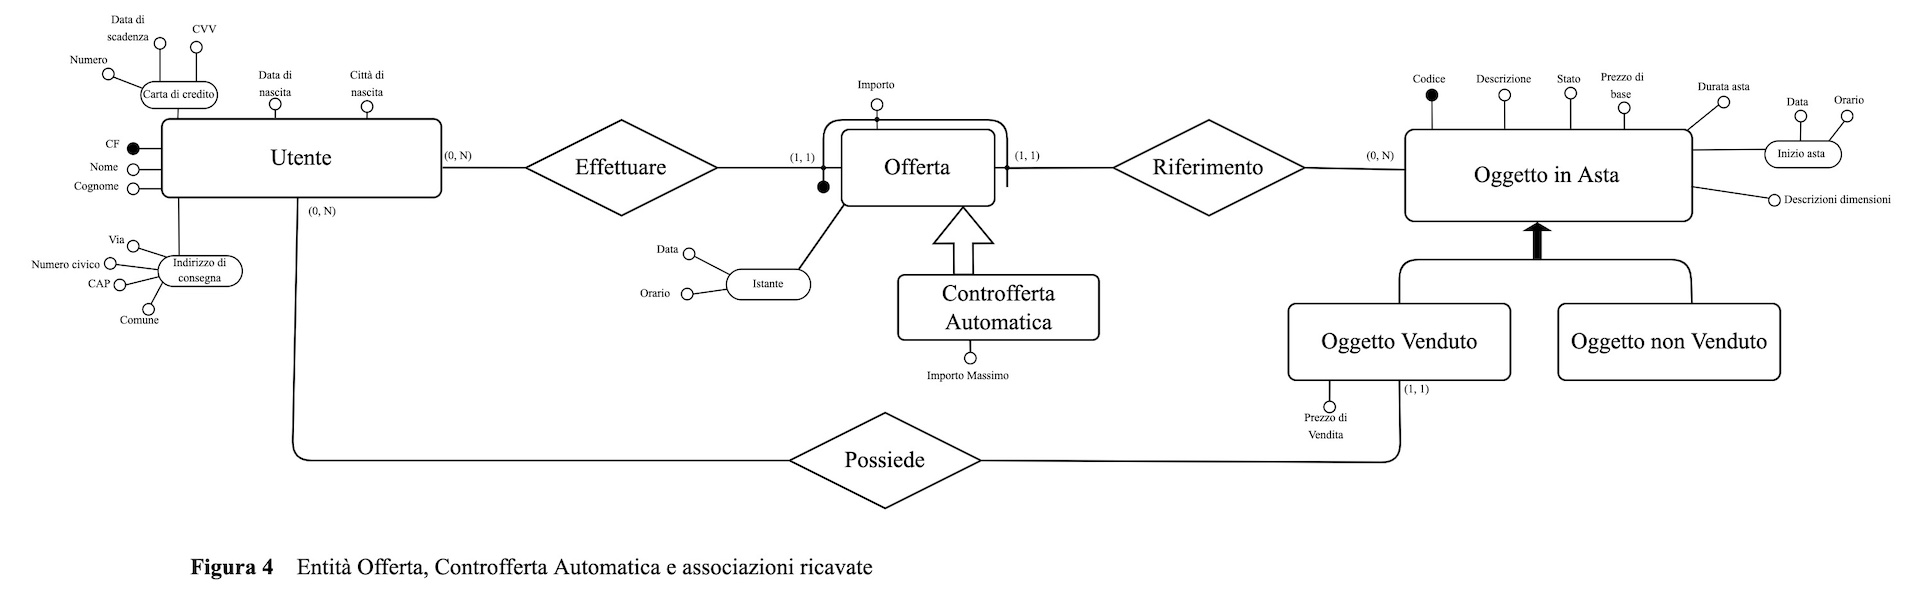 Data di
scadenza
CVV
Numero
Carta di credito
Data di
nascita
Città di
nascita
CF
Nome
Cognome
Utente
(0, N)
(0, N)
Via
Numero civico
CAP
Comune
Indirizzo di
consegna
Effettuare
(1, 1)
Importo
Offerta
(1, 1)
Data
Orario
Istante
Controfferta
Automatica
Importo Massimo
Riferimento
(0, N)
Codice
Descrizione
Stato
Prezzo di
base
Durata asta
Data
Orario
Inizio asta
Descrizioni dimensioni
Oggetto in Asta
Oggetto Venduto
Oggetto non Venduto
(1, 1)
Prezzo di
Vendita
Possiede
Figura 4 Entità Offerta, Controfferta Automatica e associazioni ricavate